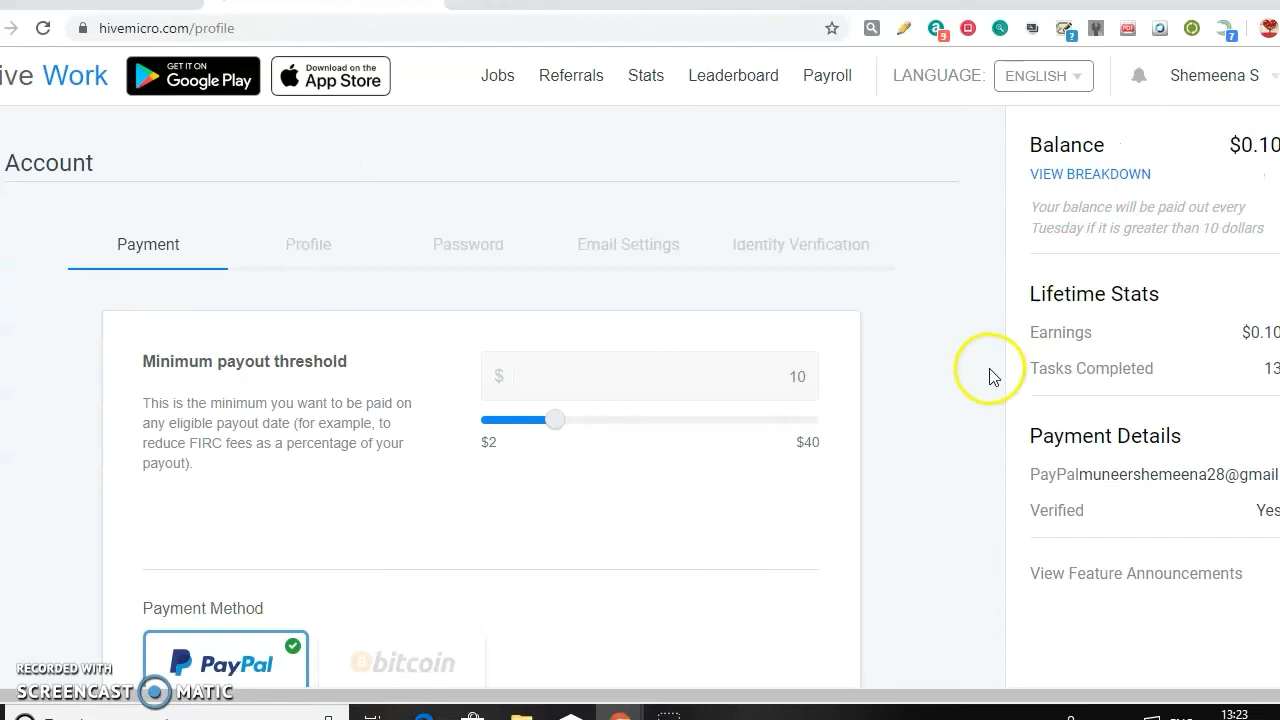 hivemicro.com/profile
9
?
PDF
7
ive Work
GET IT ON
Google Play
Download on the
App Store
Jobs
Referrals
Stats
Leaderboard
Payroll
LANGUAGE:
ENGLISH
Shemeena S
Account
Payment
Profile
Password
Email Settings
Identity Verification
Minimum payout threshold
This is the minimum you want to be paid on
any eligible payout date (for example, to
reduce FIRC fees as a percentage of your
payout).
$ 10
$2 $40
Payment Method
PayPal
bitcoin
Balance $0.10
VIEW BREAKDOWN
Your balance will be paid out every
Tuesday if it is greater than 10 dollars
Lifetime Stats
Earnings $0.10
Tasks Completed 13
Payment Details
PayPalmuneershemeena28@gmail
Verified Yes
View Feature Announcements
RECORDED WITH
SCREENCAST MATIC
13:23